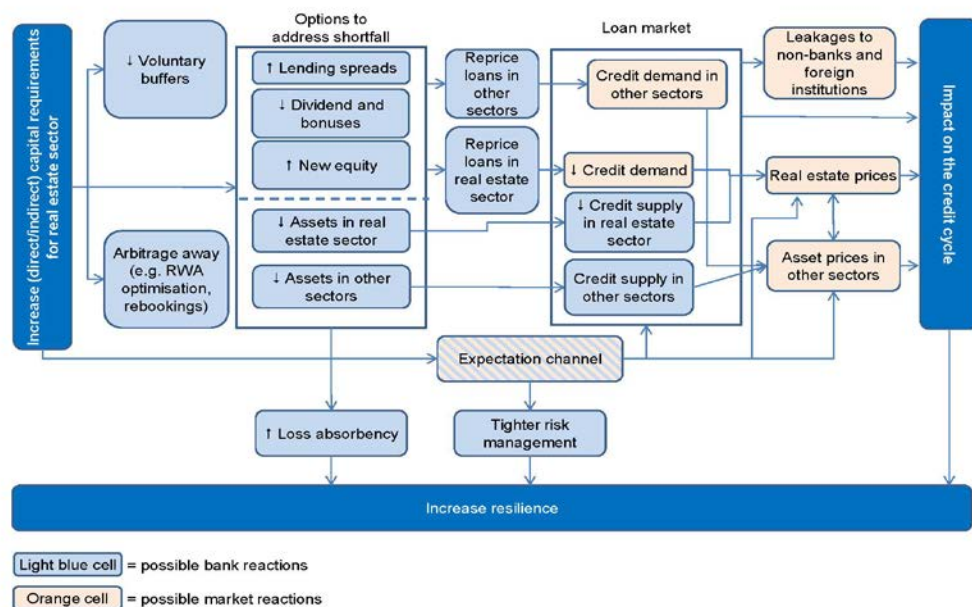 Increase (direct/indirect) capital requirements
for real estate sector
↓ Voluntary
buffers
Arbitrage away
(e.g. RWA
optimisation,
rebookings)
Options to
address shortfall
↑ Lending spreads
↓ Dividend and
bonuses
↑ New equity
↓ Assets in real
estate sector
↓ Assets in other
sectors
Reprice
loans in
other
sectors
Reprice
loans in
real estate
sector
Loan market
Credit demand in
other sectors
↓ Credit demand
↓ Credit supply
in real estate
sector
Credit supply in
other sectors
Leakages to
non-banks and
foreign
institutions
Real estate prices
Asset prices in
other sectors
Impact on the credit cycle
Expectation channel
↑ Loss absorbency
Tighter risk
management
Increase resilience
Light blue cell = possible bank reactions
Orange cell = possible market reactions